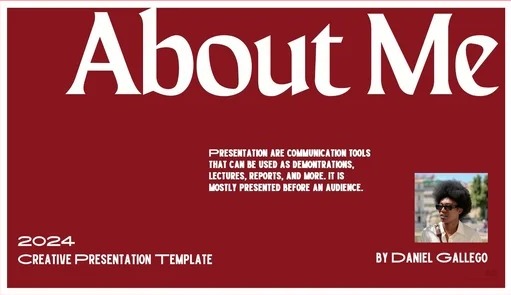 About Me
Presentation are communication tools
that can be used as demontrations,
lectures, reports, and more. It is
mostly presented before an audience.
2024
Creative Presentation Template
by Daniel Gallego